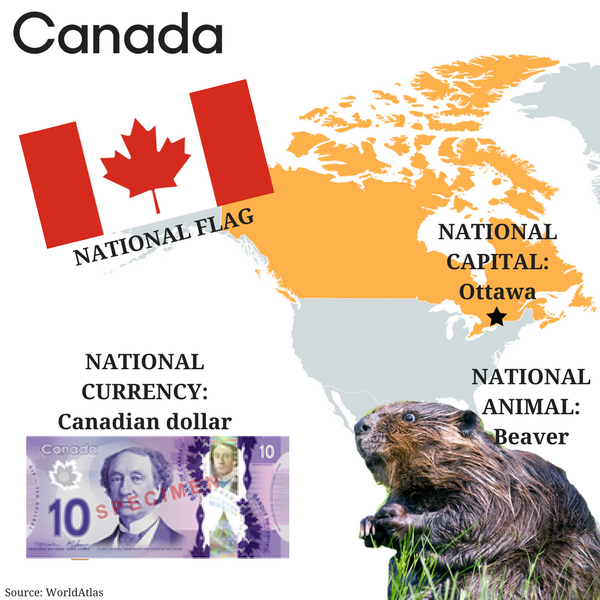 Canada
NATIONAL FLAG
NATIONAL
CAPITAL:
Ottawa
NATIONAL
CURRENCY:
Canadian dollar
NATIONAL
ANIMAL:
Beaver
Canada
10
SPECIMEN
10
Source: WorldAtlas